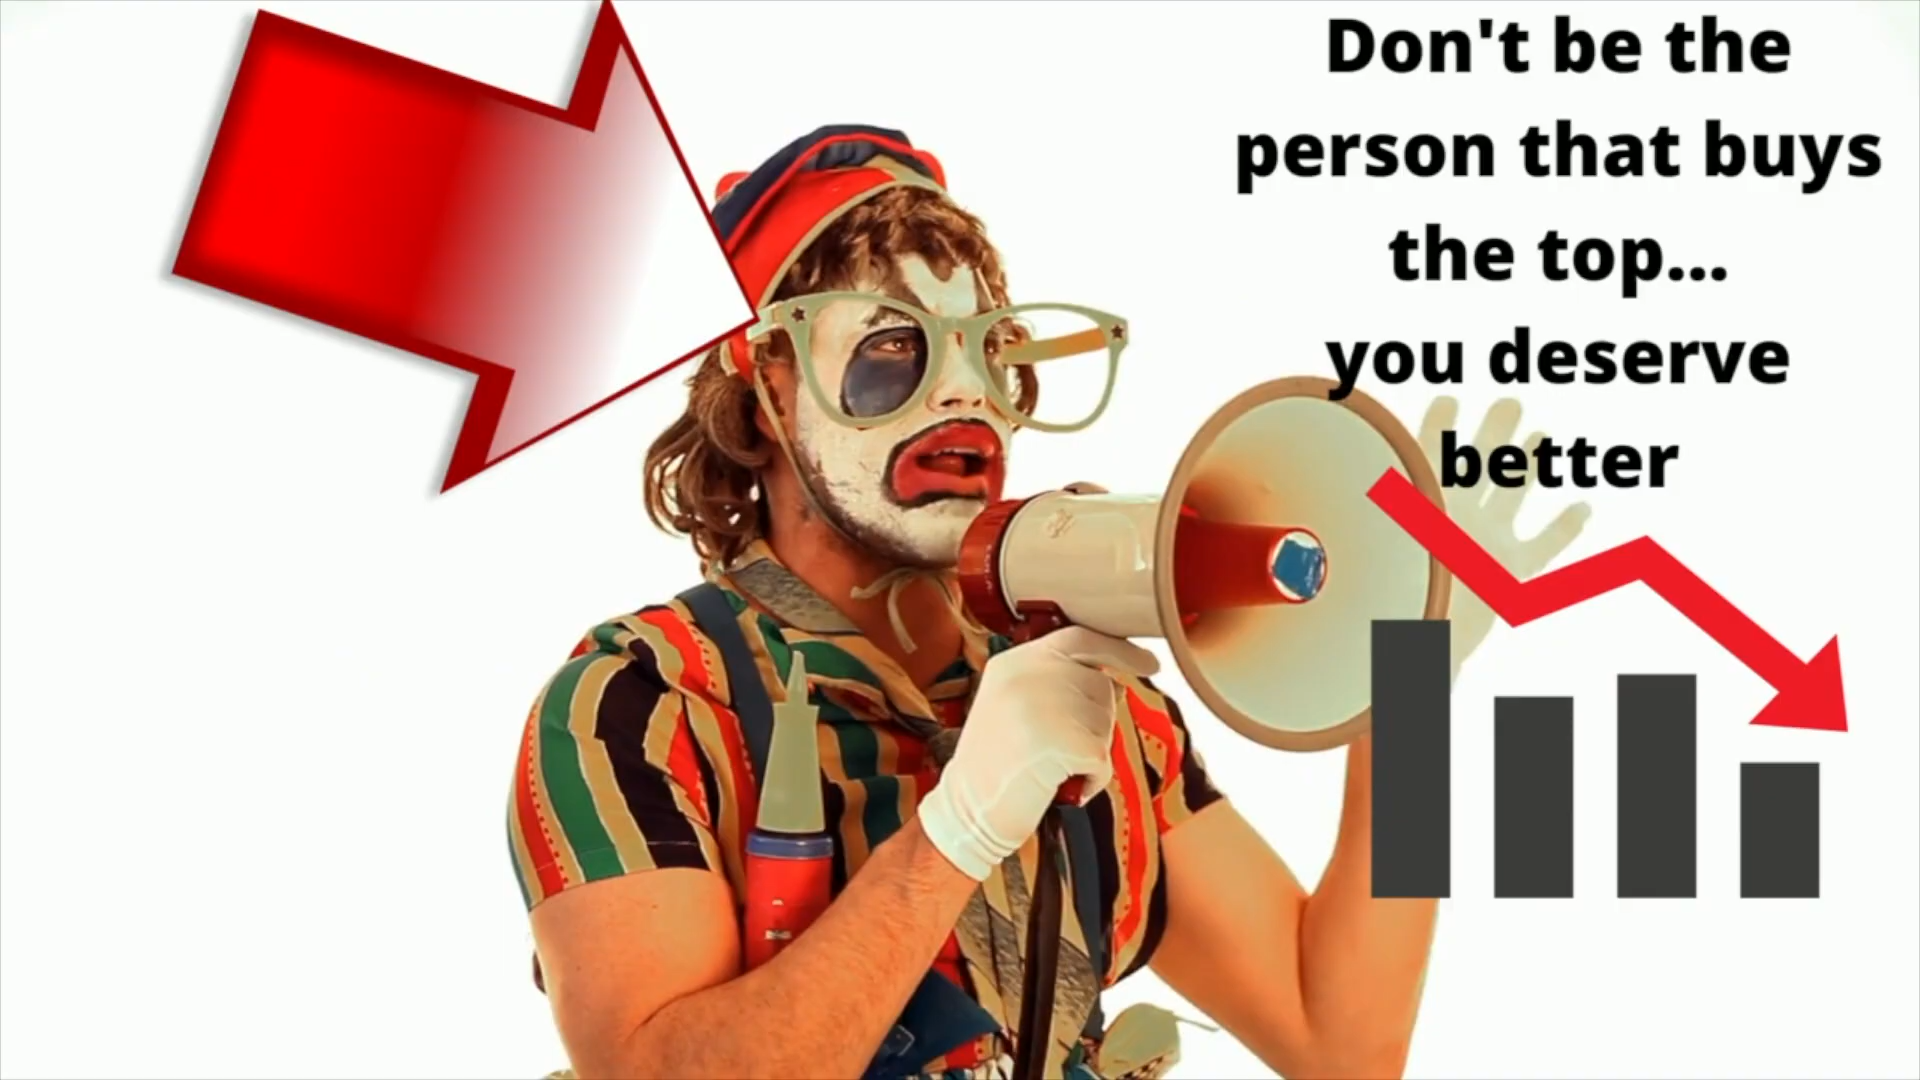 Don't be the
person that buys
the top...
you deserve
better